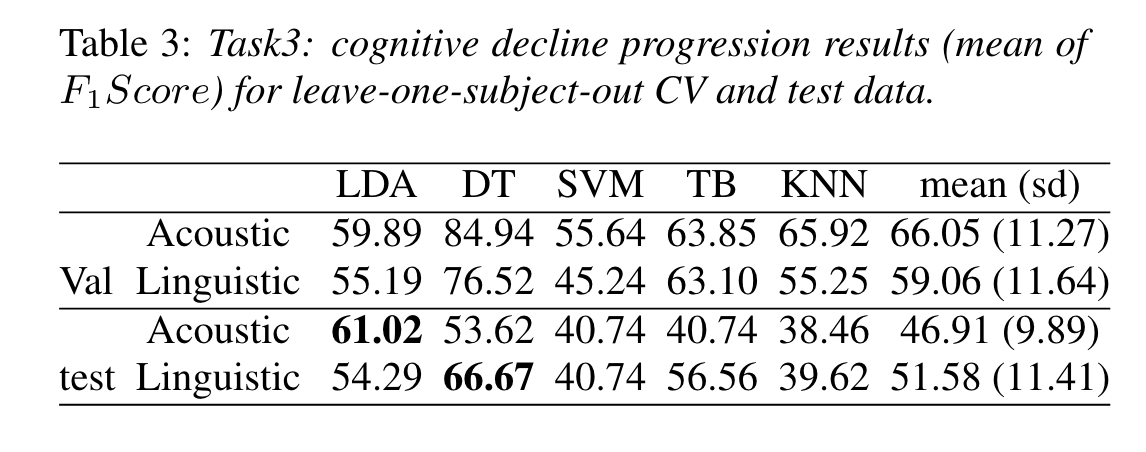 Table 3: Task3: cognitive decline progression results (mean of
F1Score) for leave-one-subject-out CV and test data.
LDA DT SVM TB KNN mean (sd)
Acoustic 59.89 84.94 55.64 63.85 65.92 66.05 (11.27)
Val Linguistic 55.19 76.52 45.24 63.10 55.25 59.06 (11.64)
Acoustic 61.02 53.62 40.74 40.74 38.46 46.91 (9.89)
test Linguistic 54.29 66.67 40.74 56.56 39.62 51.58 (11.41)